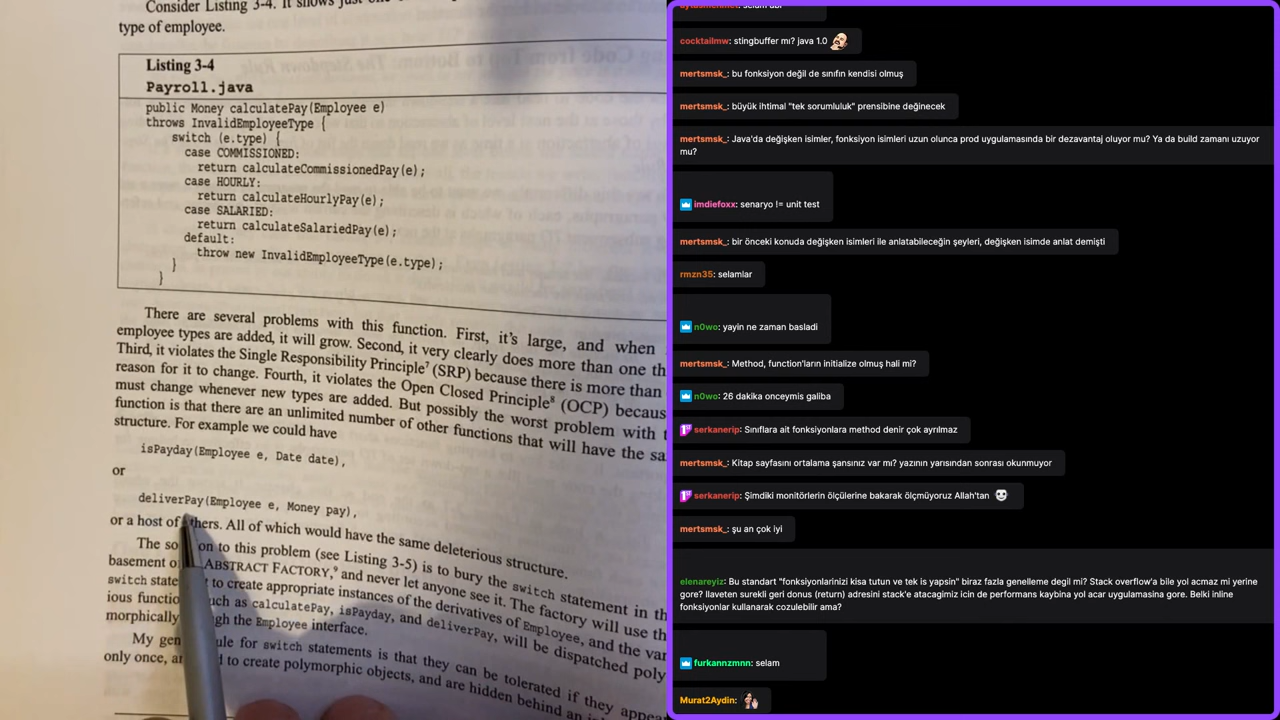 Consider Listing 3-4. It shows just one
type of employee.
Listing 3-4
Payroll.java
public Money calculatePay(Employee e)
throws InvalidEmployeeType {
switch (e.type) {
case COMMISSIONED:
return calculateCommissionedPay(e);
case HOURLY:
return calculateHourlyPay(e);
case SALARIED:
return calculateSalariedPay(e);
default:
throw new InvalidEmployeeType(e.type);
}
}
There are several problems with this function. First, it's large, and when
employee types are added, it will grow. Second, it very clearly does more than one
Third, it violates the Single Responsibility Principle⁷ (SRP) because there is more than
reason for it to change. Fourth, it violates the Open Closed Principle⁸ (OCP)
must change whenever new types are added. But possibly the worst problem with
function is that there are an unlimited number of other functions that will have the
structure. For example we could have
isPayday(Employee e, Date date),
or
deliverPay(Employee e, Money pay),
or a host of others. All of which would have the same deleterious structure.
The to this problem (see Listing 3-5) is to bury the switch statement in
basement ABSTRACT FACTORY,⁹ and never let anyone see it. The factory will use
switch to create appropriate instances of the derivatives of Employee, and the
ious such as calculatePay, isPayday, and deliverPay, will be dispatched
morphically the Employee interface.
My rule for switch statements is that they can be tolerated if they
only once, to create polymorphic objects, and are hidden behind an
selam abi
cocktailmw: stingbuffer mı? java 1.0
mertsmsk_: bu fonksiyon değil de sınıfın kendisi olmuş
mertsmsk_: büyük ihtimal "tek sorumluluk" prensibine değinecek
mertsmsk_: Java'da değişken isimler, fonksiyon isimleri uzun olunca prod uygulamasında bir dezavantaj oluyor mu? Ya da build zamanı uzuyor
mu?
imdiefoxx: senaryo != unit test
mertsmsk_: bir önceki konuda değişken isimleri ile anlatabileceğin şeyleri, değişken isimde anlat demişti
rmzn35: selamlar
n0wo: yayin ne zaman basladi
mertsmsk_: Method, function'ların initialize olmuş hali mi?
n0wo: 26 dakika onceymis galiba
serkanerip: Sınıflara ait fonksiyonlara method denir çok ayrılmaz
mertsmsk_: Kitap sayfasını ortalama şansınız var mı? yazının yarısından sonrası okunmuyor
serkanerip: Şimdiki monitörlerin ölçülerine bakarak ölçmüyoruz Allah'tan
mertsmsk_: şu an çok iyi
elenareyiz: Bu standart "fonksiyonlarinizi kisa tutun ve tek is yapsin" biraz fazla genelleme degil mi? Stack overflow'a bile yol acmaz mi yerine
gore? Ilaveten surekli geri donus (return) adresini stack'e atacagimiz icin de performans kaybina yol acar uygulamasina gore. Belki inline
fonksiyonlar kullanarak cozulebilir ama?
furkannzmnn: selam
Murat2Aydin: